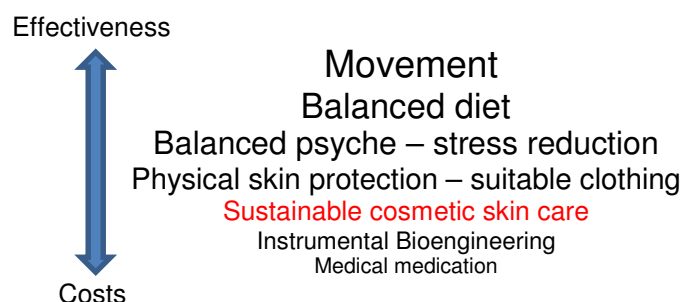 Effectiveness
Movement
Balanced diet
Balanced psyche – stress reduction
Physical skin protection – suitable clothing
Sustainable cosmetic skin care
Instrumental Bioengineering
Medical medication
Costs